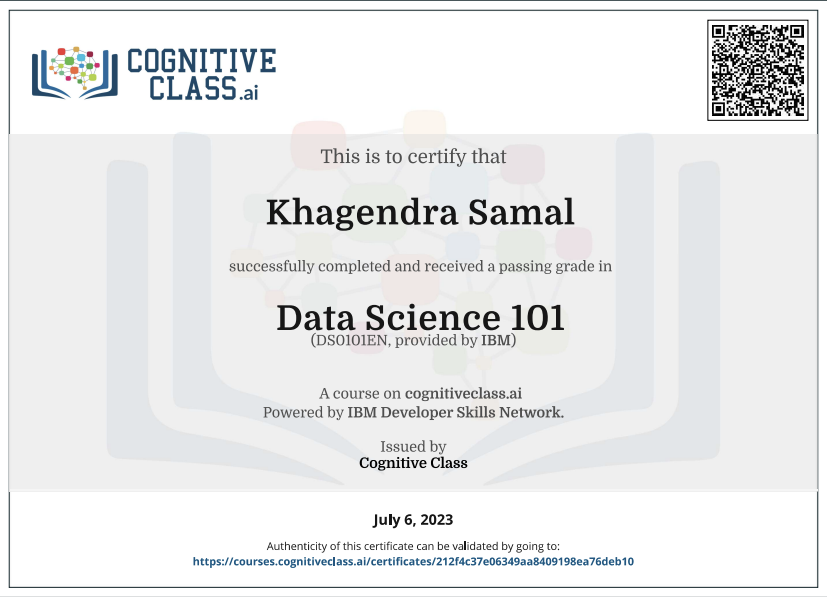 COGNITIVE
CLASS.ai
This is to certify that
Khagendra Samal
successfully completed and received a passing grade in
Data Science 101
(DS0101EN, provided by IBM)
A course on cognitiveclass.ai
Powered by IBM Developer Skills Network.
Issued by
Cognitive Class
July 6, 2023
Authenticity of this certificate can be validated by going to:
https://courses.cognitiveclass.ai/certificates/212f4c37e06349aa8409198ea76deb10